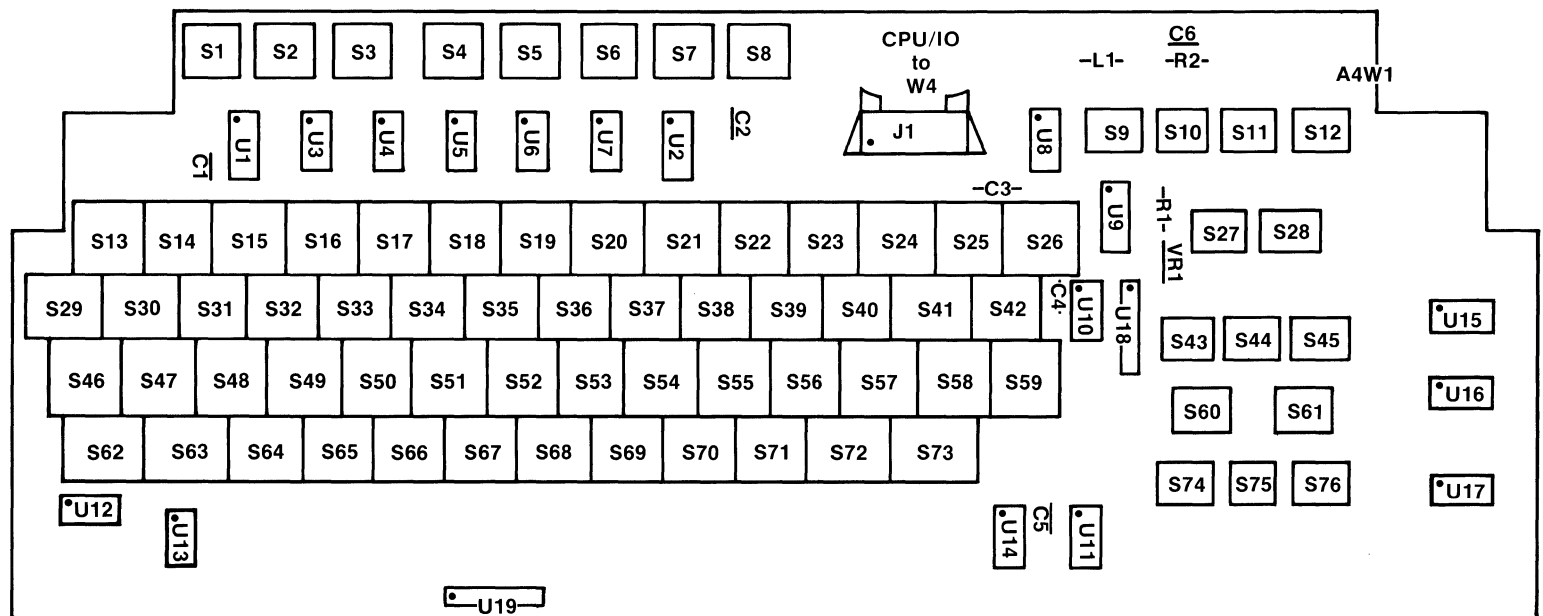 S1 S2 S3 S4 S5 S6 S7 S8
CPU/IO
to
W4
C6
-L1- -R2-
A4W1
C1 U1 U3 U4 U5 U6 U7 U2 C2 J1 U8 S9 S10 S11 S12
-C3-
U9 -R1- VR1 S27 S28
S13 S14 S15 S16 S17 S18 S19 S20 S21 S22 S23 S24 S25 S26
S29 S30 S31 S32 S33 S34 S35 S36 S37 S38 S39 S40 S41 S42 C4 U10 U18 S43 S44 S45 U15
S46 S47 S48 S49 S50 S51 S52 S53 S54 S55 S56 S57 S58 S59 S60 S61 U16
S62 S63 S64 S65 S66 S67 S68 S69 S70 S71 S72 S73
S74 S75 S76 U17
U12 U13 U14 C5 U11
U19